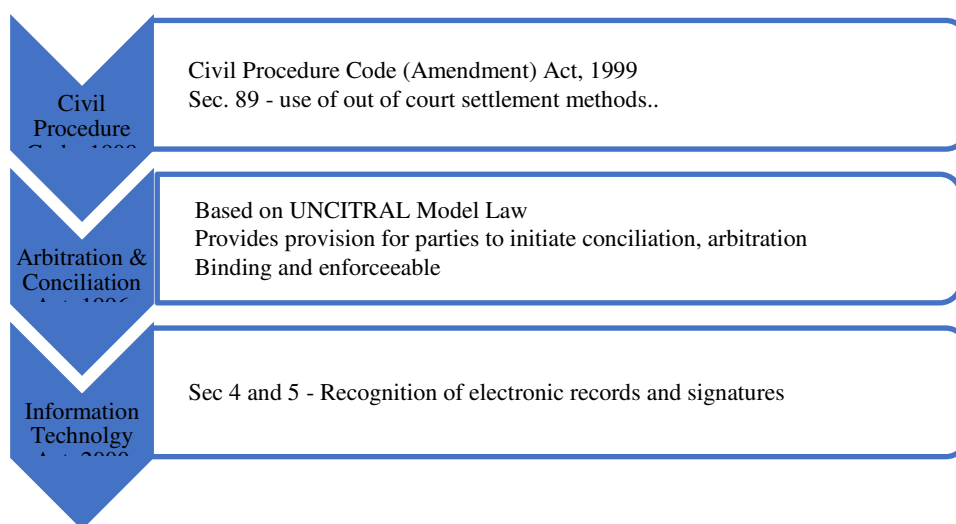 Civil
Procedure
Civil Procedure Code (Amendment) Act, 1999
Sec. 89 - use of out of court settlement methods..
Arbitration &
Conciliation
Based on UNCITRAL Model Law
Provides provision for parties to initiate conciliation, arbitration
Binding and enforceeable
Information
Technolgy
Sec 4 and 5 - Recognition of electronic records and signatures